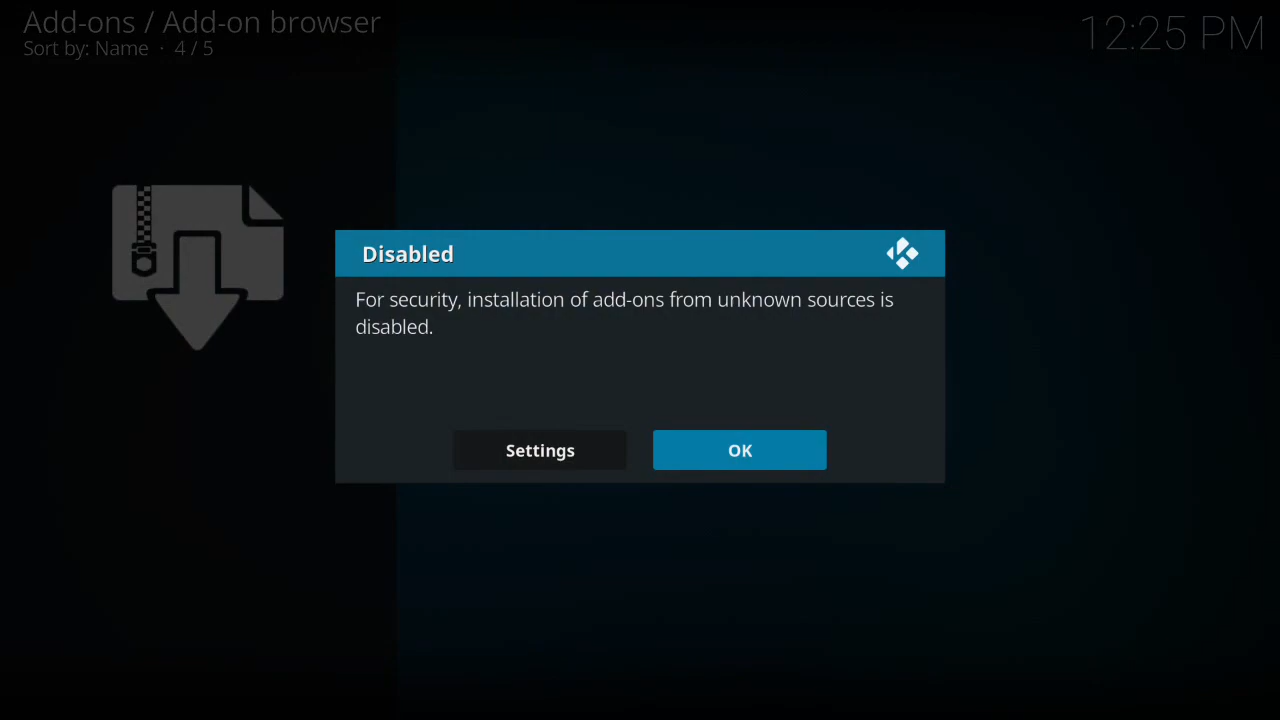 Add-ons / Add-on browser
Sort by: Name · 4 / 5
12:25 PM
Disabled
For security, installation of add-ons from unknown sources is
disabled.
Settings
OK